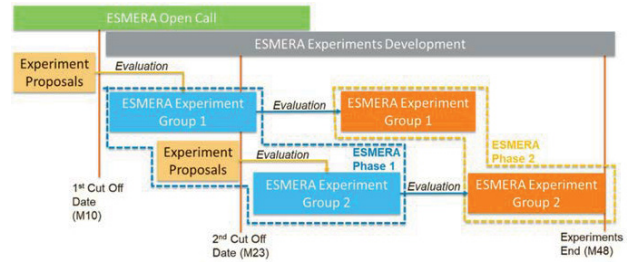 ESMERA Open Call
ESMERA Experiments Development
Experiment
Proposals
Evaluation
ESMERA Experiment
Group 1
Evaluation
ESMERA Experiment
Group 1
Experiment
Proposals
Evaluation
ESMERA
Phase 1
ESMERA
Phase 2
ESMERA Experiment
Group 2
Evaluation
ESMERA Experiment
Group 2
1st Cut Off
Date
(M10)
2nd Cut Off
Date (M23)
Experiments
End (M48)